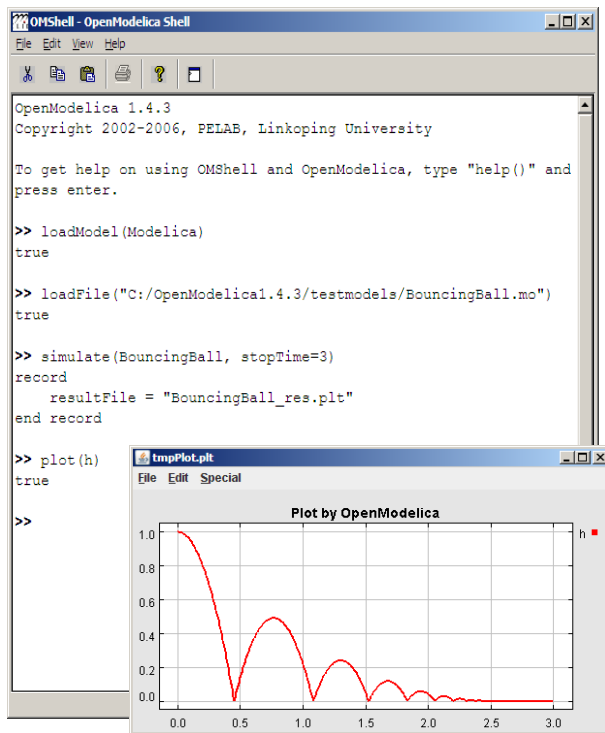 OMShell - OpenModelica Shell
File Edit View Help
OpenModelica 1.4.3
Copyright 2002-2006, PELAB, Linkoping University
To get help on using OMShell and OpenModelica, type "help()" and
press enter.
>> loadModel(Modelica)
true
>> loadFile("C:/OpenModelica1.4.3/testmodels/BouncingBall.mo")
true
>> simulate(BouncingBall, stopTime=3)
record
resultFile = "BouncingBall_res.plt"
end record
>> plot(h)
true
>>
tmpPlot.plt
File Edit Special
Plot by OpenModelica
h
1.0
0.8
0.6
0.4
0.2
0.0
0.0 0.5 1.0 1.5 2.0 2.5 3.0